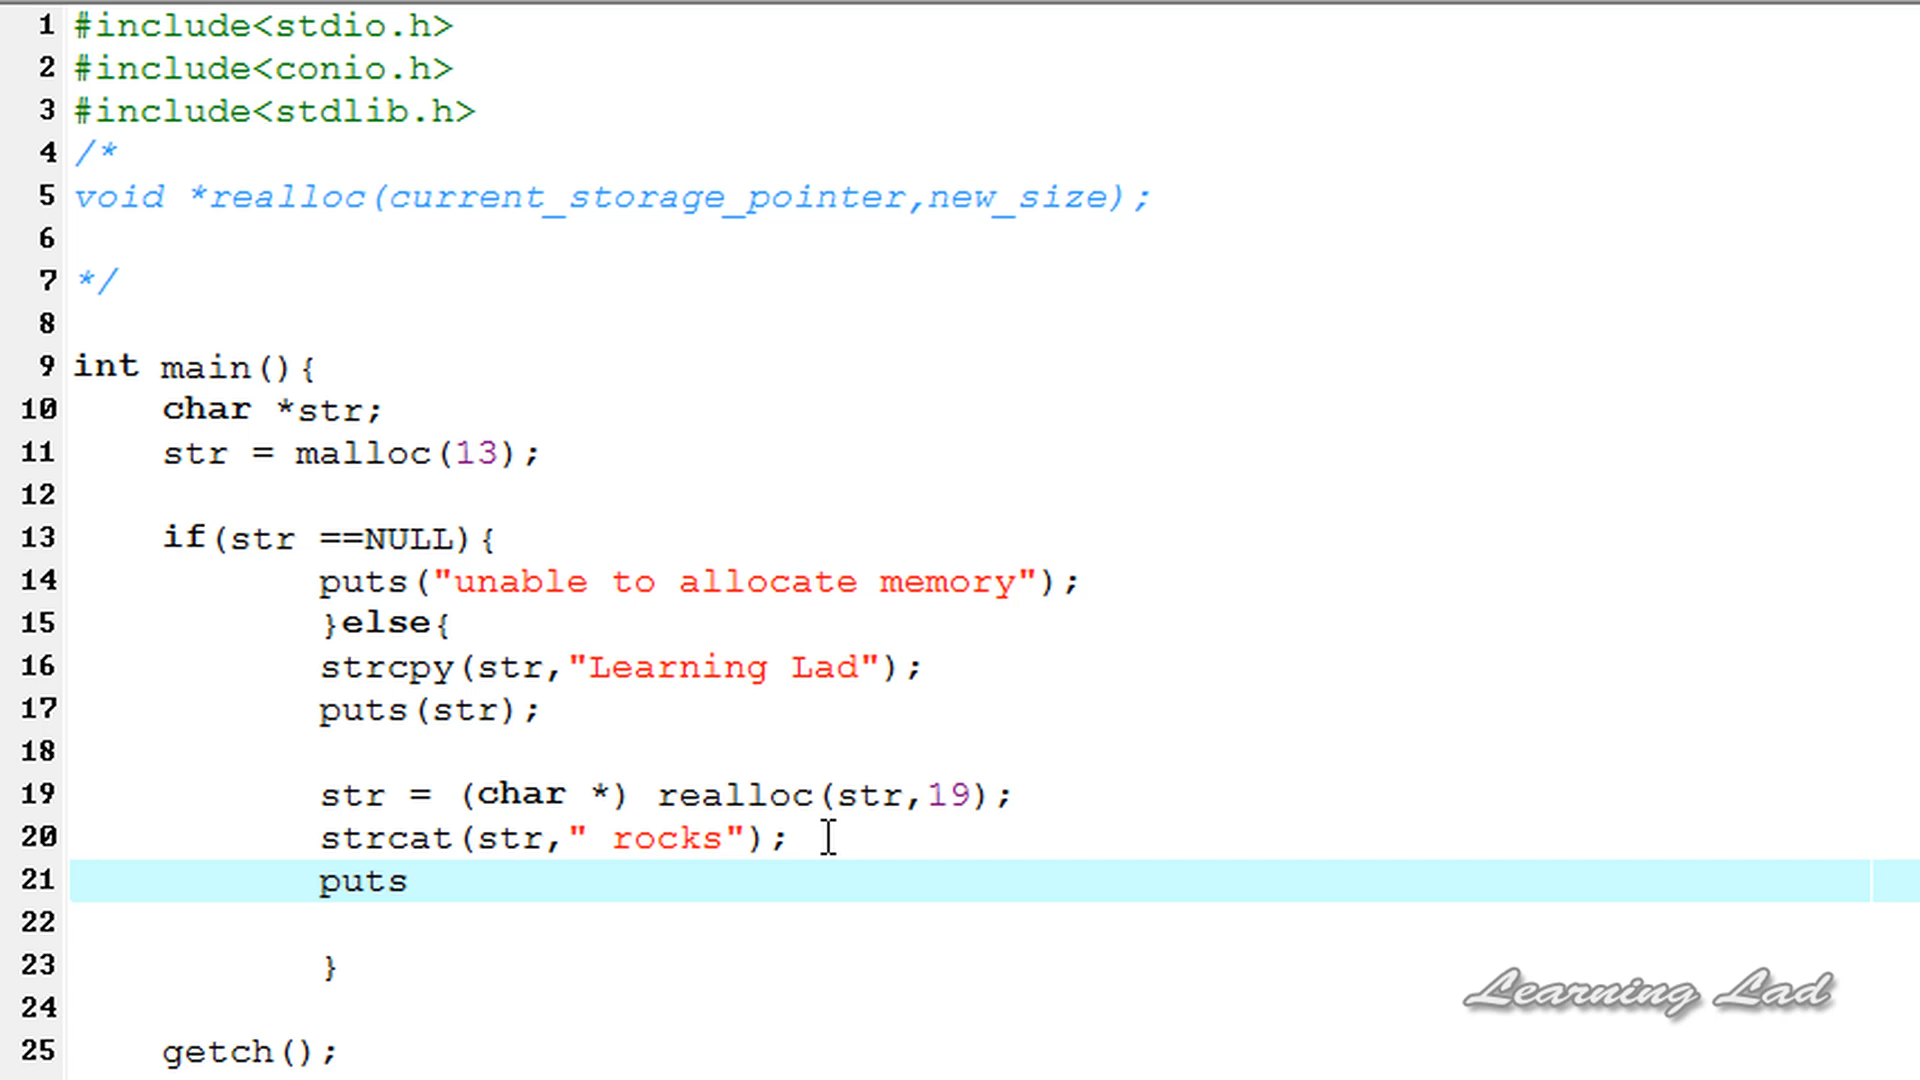 1 #include<stdio.h>
2 #include<conio.h>
3 #include<stdlib.h>
4 /*
5 void *realloc(current_storage_pointer,new_size);
6
7 */
8
9 int main(){
10     char *str;
11     str = malloc(13);
12
13     if(str ==NULL){
14            puts("unable to allocate memory");
15            }else{
16            strcpy(str,"Learning Lad");
17            puts(str);
18
19            str = (char *) realloc(str,19);
20            strcat(str," rocks");
21            puts
22
23            }
24
25     getch();
Learning Lad